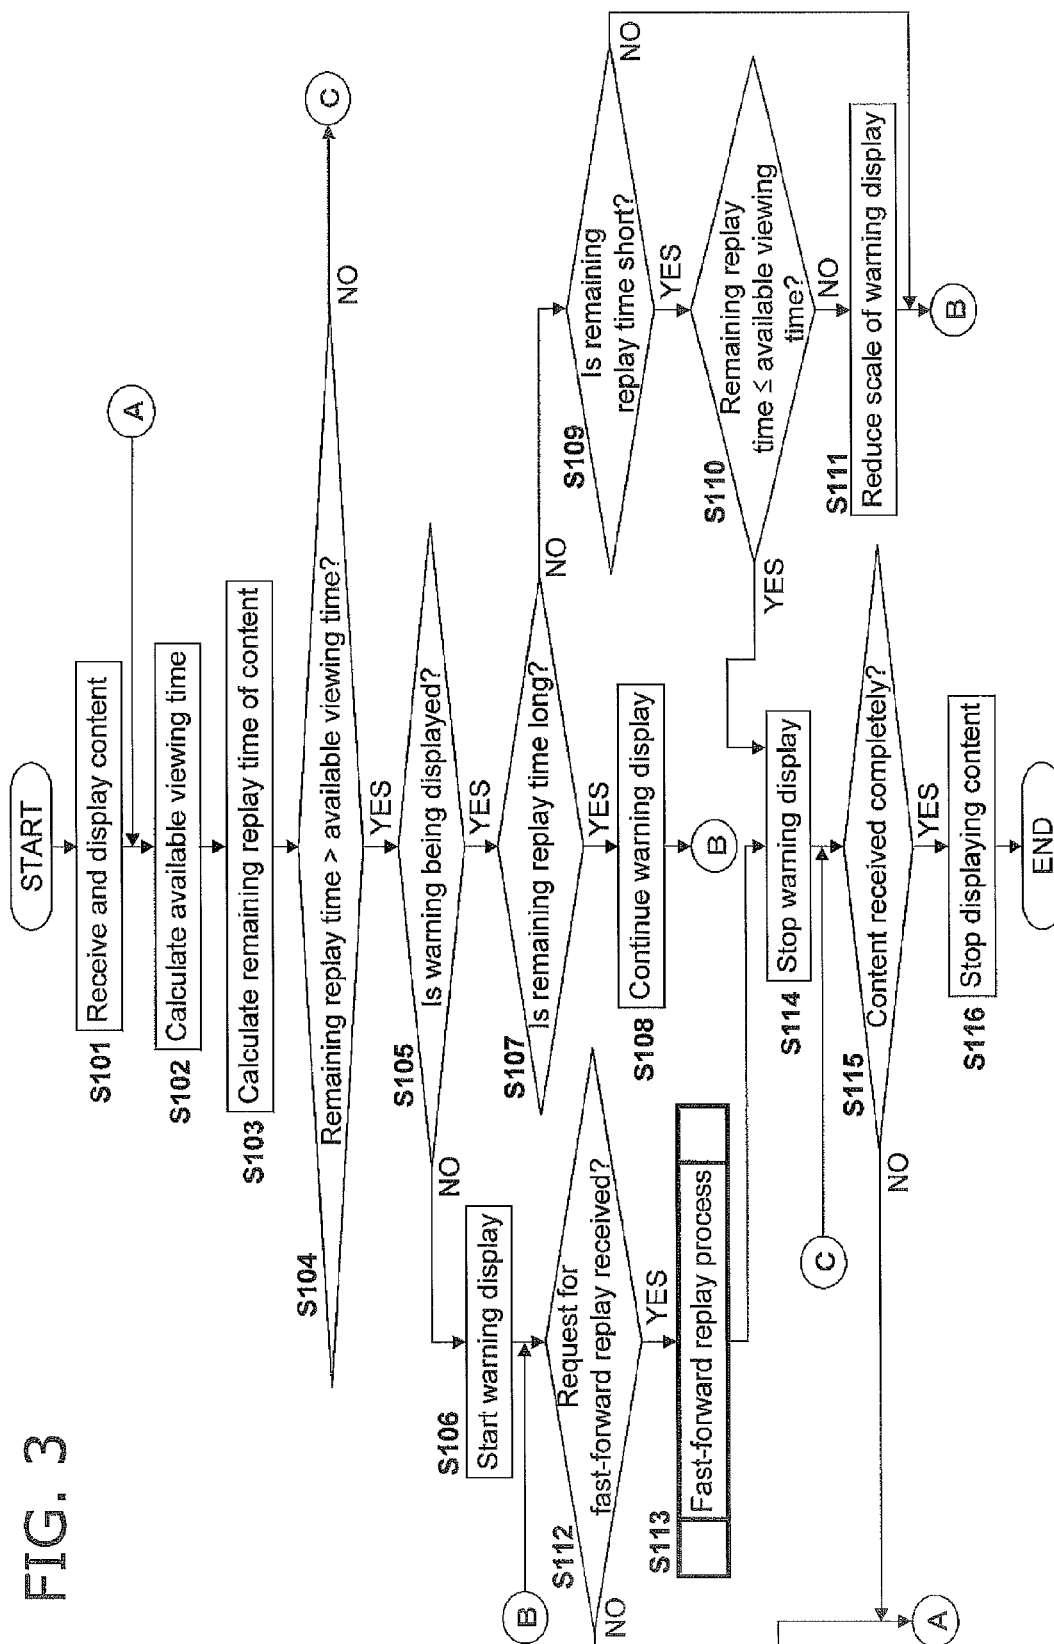 FIG. 3
START
S101
Receive and display content
A
S102
Calculate available viewing time
S103
Calculate remaining replay time of content
S104
Remaining replay time > available viewing time?
NO
C
YES
S105
Is warning being displayed?
NO
YES
S106
Start warning display
S107
Is remaining replay time long?
NO
YES
S108
Continue warning display
B
S109
Is remaining
replay time short?
NO
YES
S110
Remaining replay
time ≤ available viewing
time?
YES
NO
S111
Reduce scale of warning display
B
B
S112
Request for
fast-forward replay received?
NO
YES
S113
Fast-forward replay process
S114
Stop warning display
C
S115
Content received completely?
NO
YES
A
S116
Stop displaying content
END